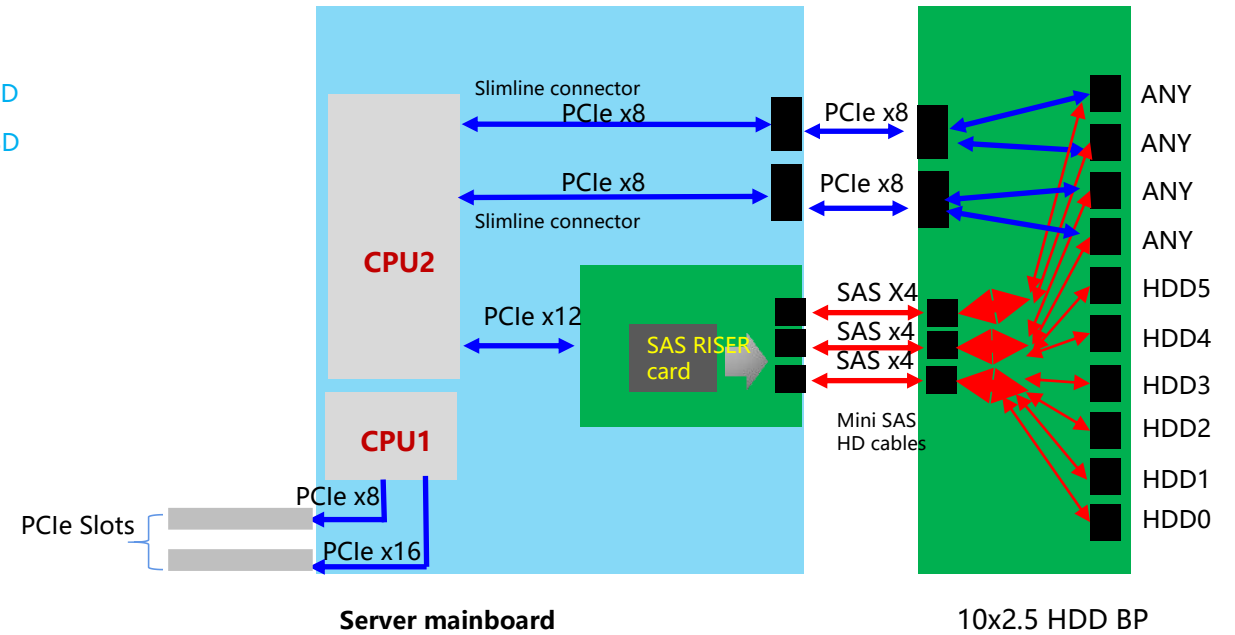 D
D
Slimline connector
PCIe x8
PCIe x8
ANY
ANY
PCIe x8
PCIe x8
ANY
Slimline connector
ANY
CPU2
HDD5
SAS X4
PCIe x12
SAS x4
HDD4
SAS RISER
card
SAS x4
HDD3
Mini SAS
HD cables
HDD2
CPU1
HDD1
PCIe x8
PCIe Slots
HDD0
PCIe x16
Server mainboard
10x2.5 HDD BP